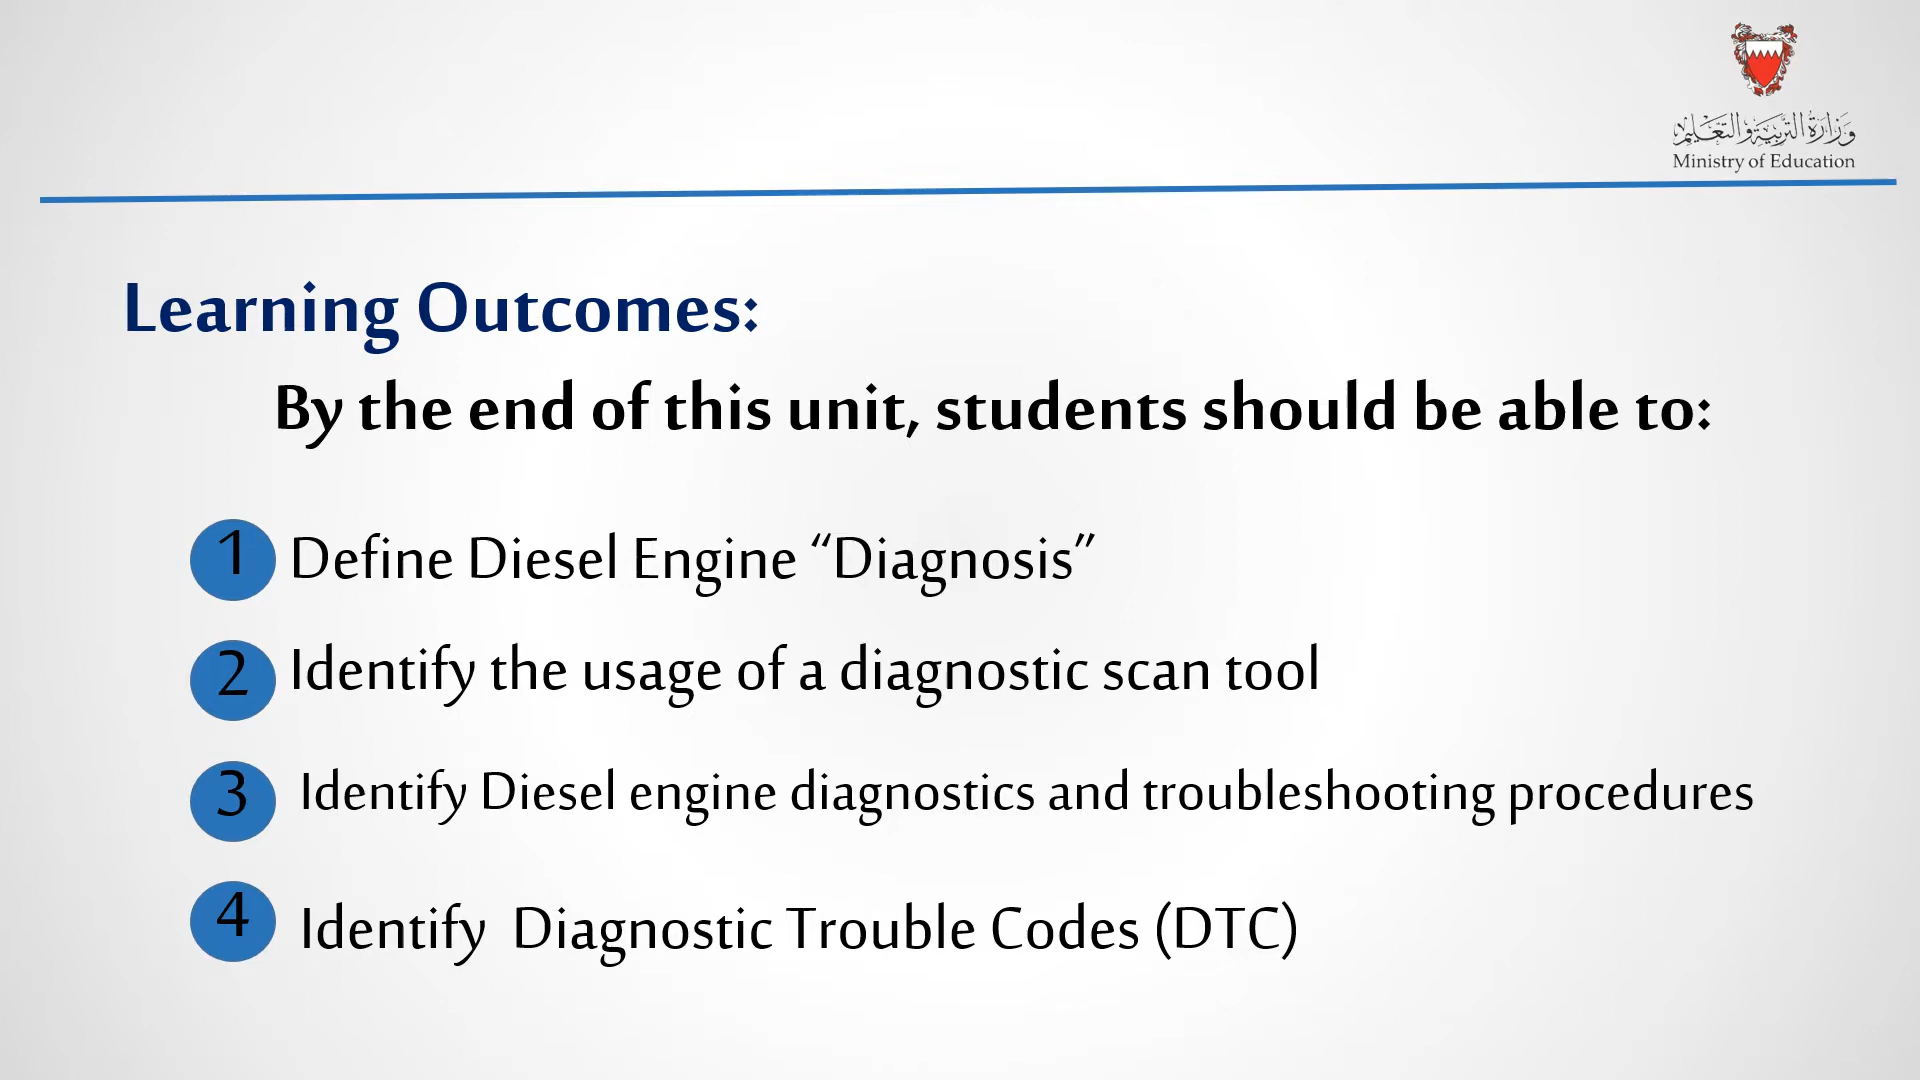 وزارة التربية والتعليم
Ministry of Education
Learning Outcomes:
By the end of this unit, students should be able to:
1 Define Diesel Engine “Diagnosis”
2 Identify the usage of a diagnostic scan tool
3 Identify Diesel engine diagnostics and troubleshooting procedures
4 Identify Diagnostic Trouble Codes (DTC)